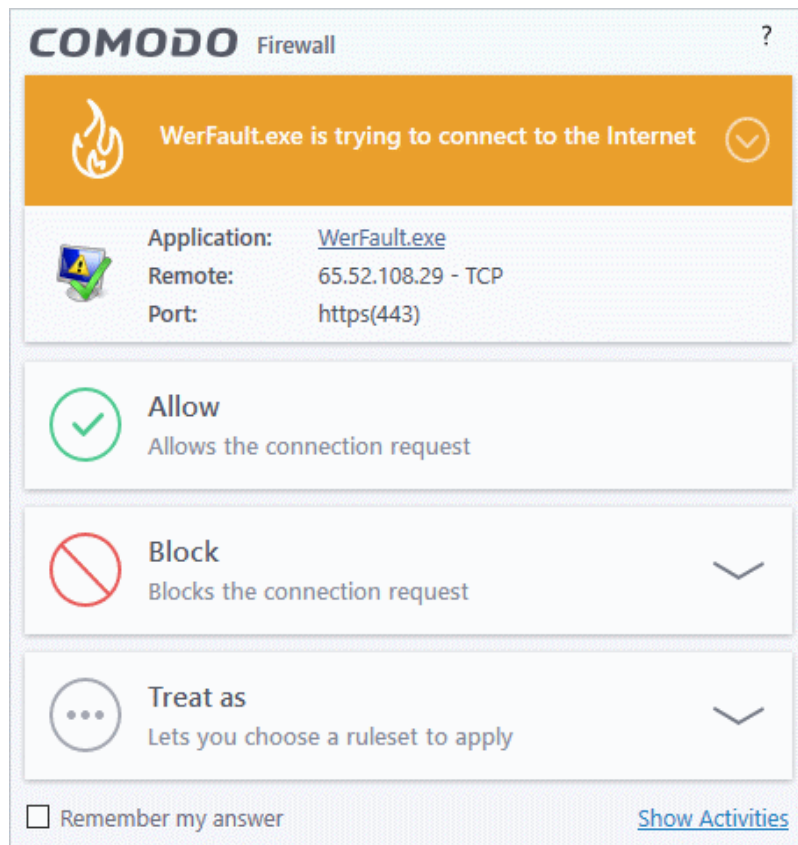 COMODO Firewall ?
WerFault.exe is trying to connect to the Internet
Application: WerFault.exe
Remote: 65.52.108.29 - TCP
Port: https(443)
Allow
Allows the connection request
Block
Blocks the connection request
Treat as
Lets you choose a ruleset to apply
Remember my answer Show Activities